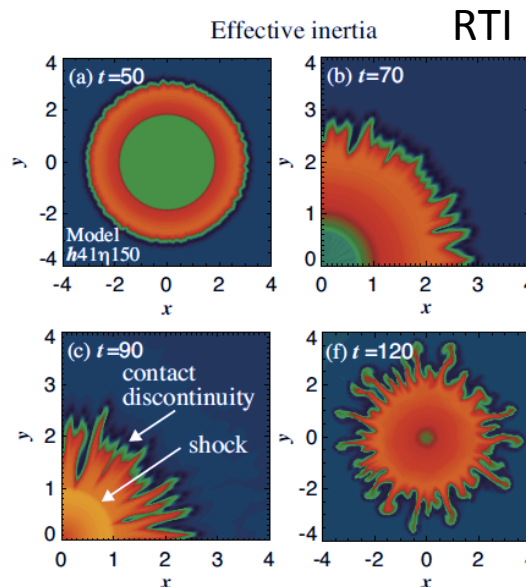 Effective inertia RTI
(a) t=50
4
2
0
-2
-4
y
Model
h41η150
-4 -2 0 2 4
x
(b) t=70
4
3
2
1
0
y
0 1 2 3 4
x
(c) t=90
4
3
2
1
0
y
contact
discontinuity
shock
0 1 2 3 4
x
(f) t=120
4
2
0
-2
-4
y
-4 -2 0 2 4
x